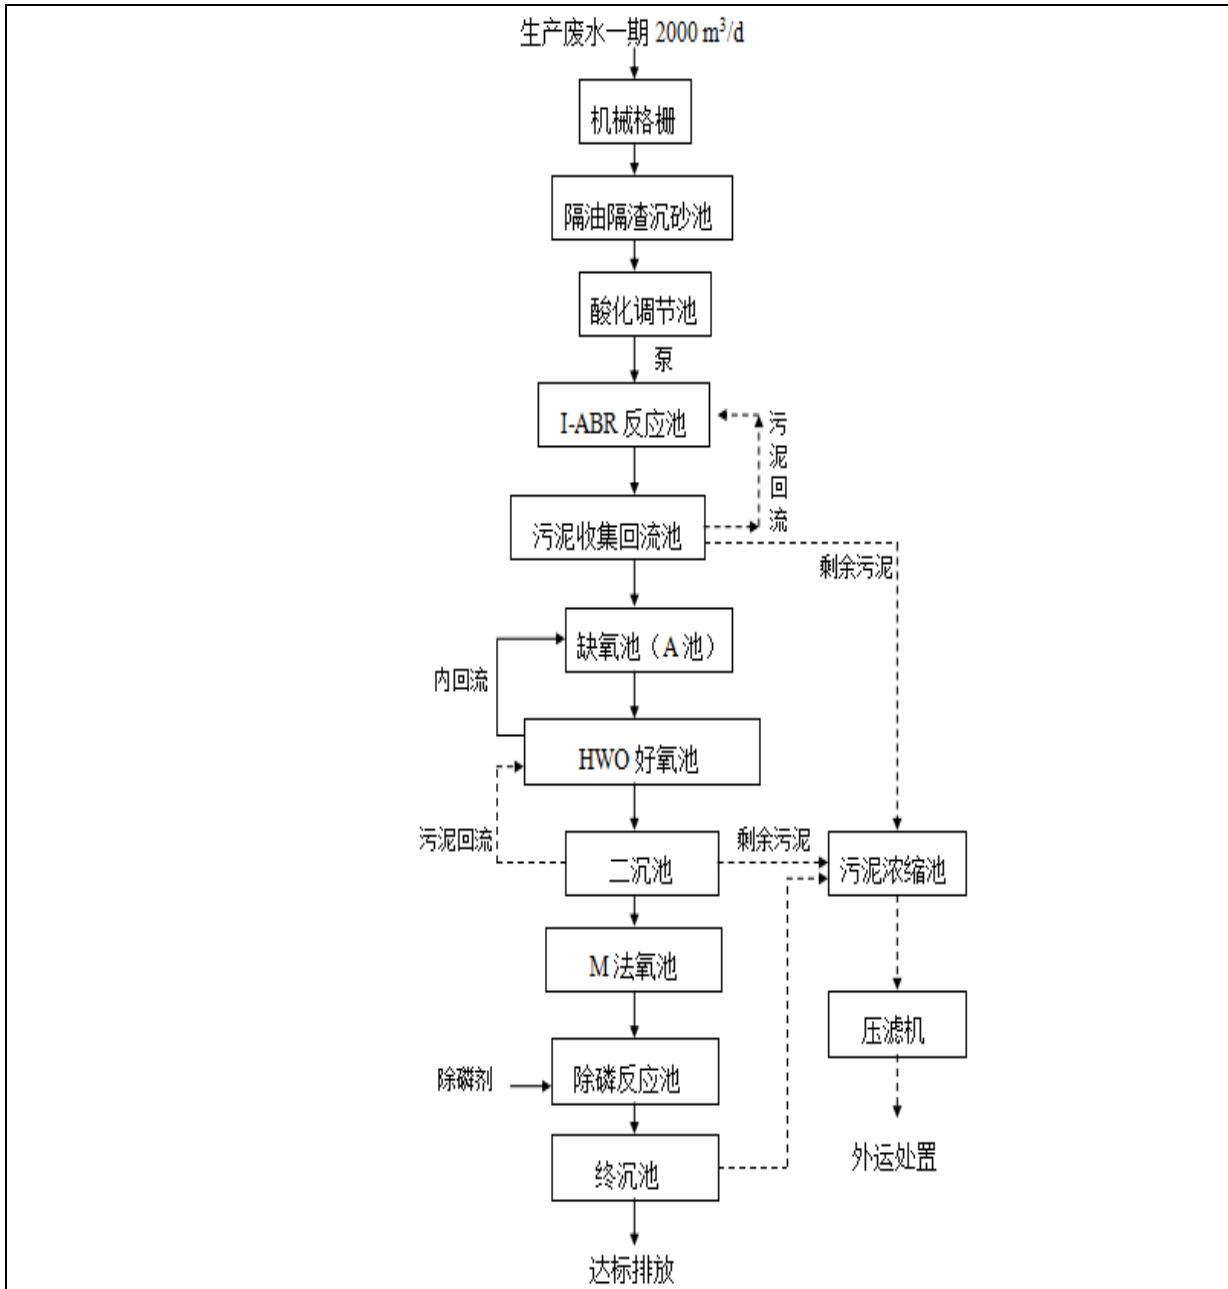 生产废水一期 2000 m³/d
机械格栅
隔油隔渣沉砂池
酸化调节池
泵
I-ABR 反应池
污泥回流
污泥收集回流池
剩余污泥
缺氧池（A 池）
内回流
HWO 好氧池
污泥回流
二沉池
剩余污泥
污泥浓缩池
M 法氧池
压滤机
除磷剂
除磷反应池
终沉池
外运处置
达标排放